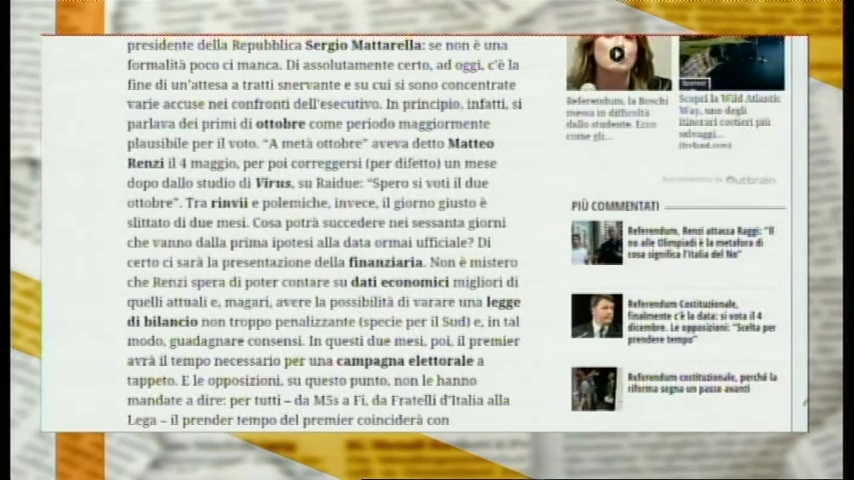 presidente della Repubblica Sergio Mattarella: se non è una
formalità poco ci manca. Di assolutamente certo, ad oggi, c'è la
fine di un'attesa a tratti snervante e su cui si sono concentrate
varie accuse nei confronti dell'esecutivo. In principio, infatti, si
parlava dei primi di ottobre come periodo maggiormente
plausibile per il voto. "A metà ottobre" aveva detto Matteo
Renzi il 4 maggio, per poi correggersi (per difetto) un mese
dopo dallo studio di Virus, su Raidue: "Spero si voti il due
ottobre". Tra rinvii e polemiche, invece, il giorno giusto è
slittato di due mesi. Cosa potrà succedere nei sessanta giorni
che vanno dalla prima ipotesi alla data ormai ufficiale? Di
certo ci sarà la presentazione della finanziaria. Non è mistero
che Renzi spera di poter contare su dati economici migliori di
quelli attuali e, magari, avere la possibilità di varare una legge
di bilancio non troppo penalizzante (specie per il Sud) e, in tal
modo, guadagnare consensi. In questi due mesi, poi, il premier
avrà il tempo necessario per una campagna elettorale a
tappeto. E le opposizioni, su questo punto, non le hanno
mandate a dire: per tutti – da M5s a Fi, da Fratelli d'Italia alla
Lega – il prender tempo del premier coinciderà con
Referendum, la Boschi
messa in difficoltà
dallo studente. Ecco
come gli...
Sponsor
Scopri la Wild Atlantic
Way, uno degli
itinerari costieri più
selvaggi...
(Ireland.com)
Outbrain
PIÙ COMMENTATI
Referendum, Renzi attacca Raggi: "Il
no alle Olimpiadi è la metafora di
cosa significa l'Italia del No"
Referendum Costituzionale,
finalmente c'è la data: si vota il 4
dicembre. Le opposizioni: "Scelta per
prendere tempo"
Referendum costituzionale, perché la
riforma segna un passo avanti